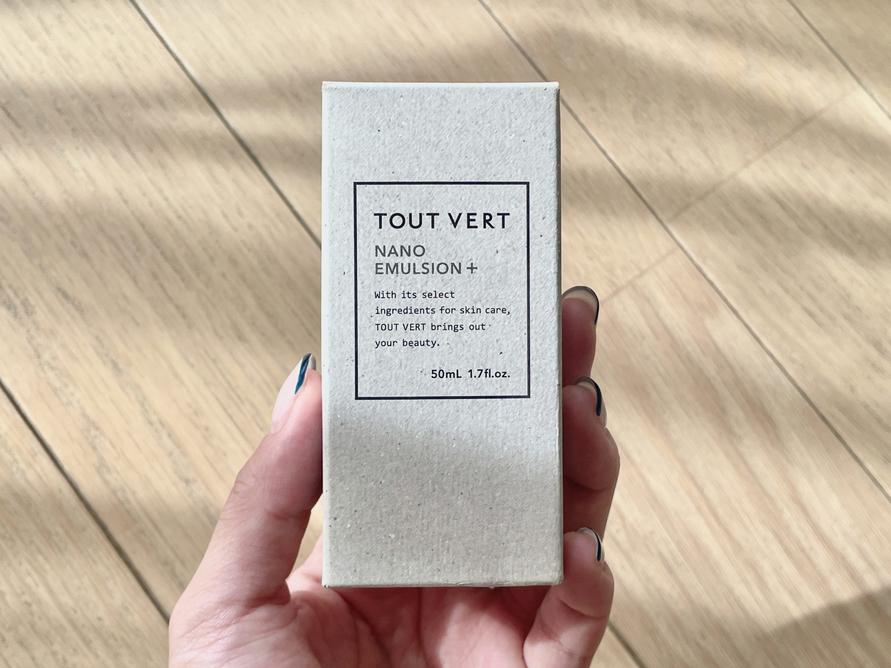 TOUT VERT
NANO
EMULSION+
With its select
ingredients for skin care,
TOUT VERT brings out
your beauty.
50mL 1.7fl.oz.